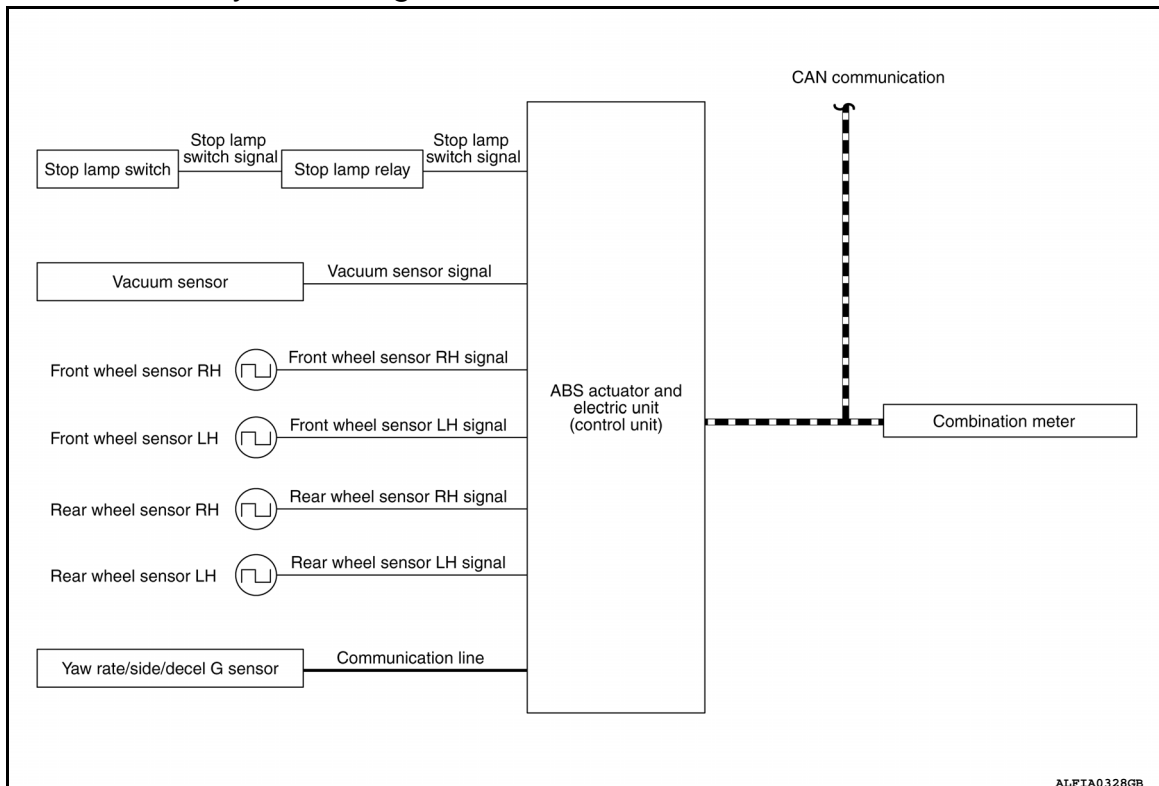 CAN communication
Stop lamp
switch signal
Stop lamp
switch signal
Stop lamp switch
Stop lamp relay
Vacuum sensor signal
Vacuum sensor
Front wheel sensor RH signal
Front wheel sensor RH
ABS actuator and
electric unit
(control unit)
Front wheel sensor LH signal
Front wheel sensor LH
Combination meter
Rear wheel sensor RH signal
Rear wheel sensor RH
Rear wheel sensor LH signal
Rear wheel sensor LH
Communication line
Yaw rate/side/decel G sensor
ALFIA0328GB